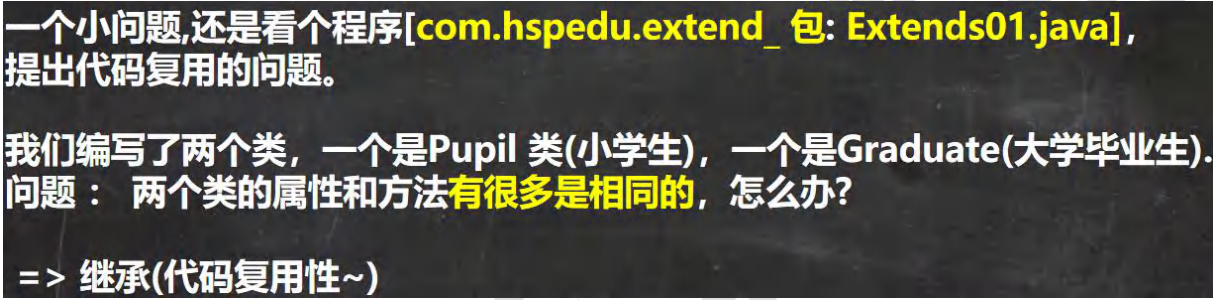 一个小问题,还是看个程序[com.hspedu.extend_ 包: Extends01.java]，
提出代码复用的问题。
我们编写了两个类，一个是Pupil 类(小学生)，一个是Graduate(大学毕业生).
问题： 两个类的属性和方法有很多是相同的，怎么办?
=> 继承(代码复用性~)